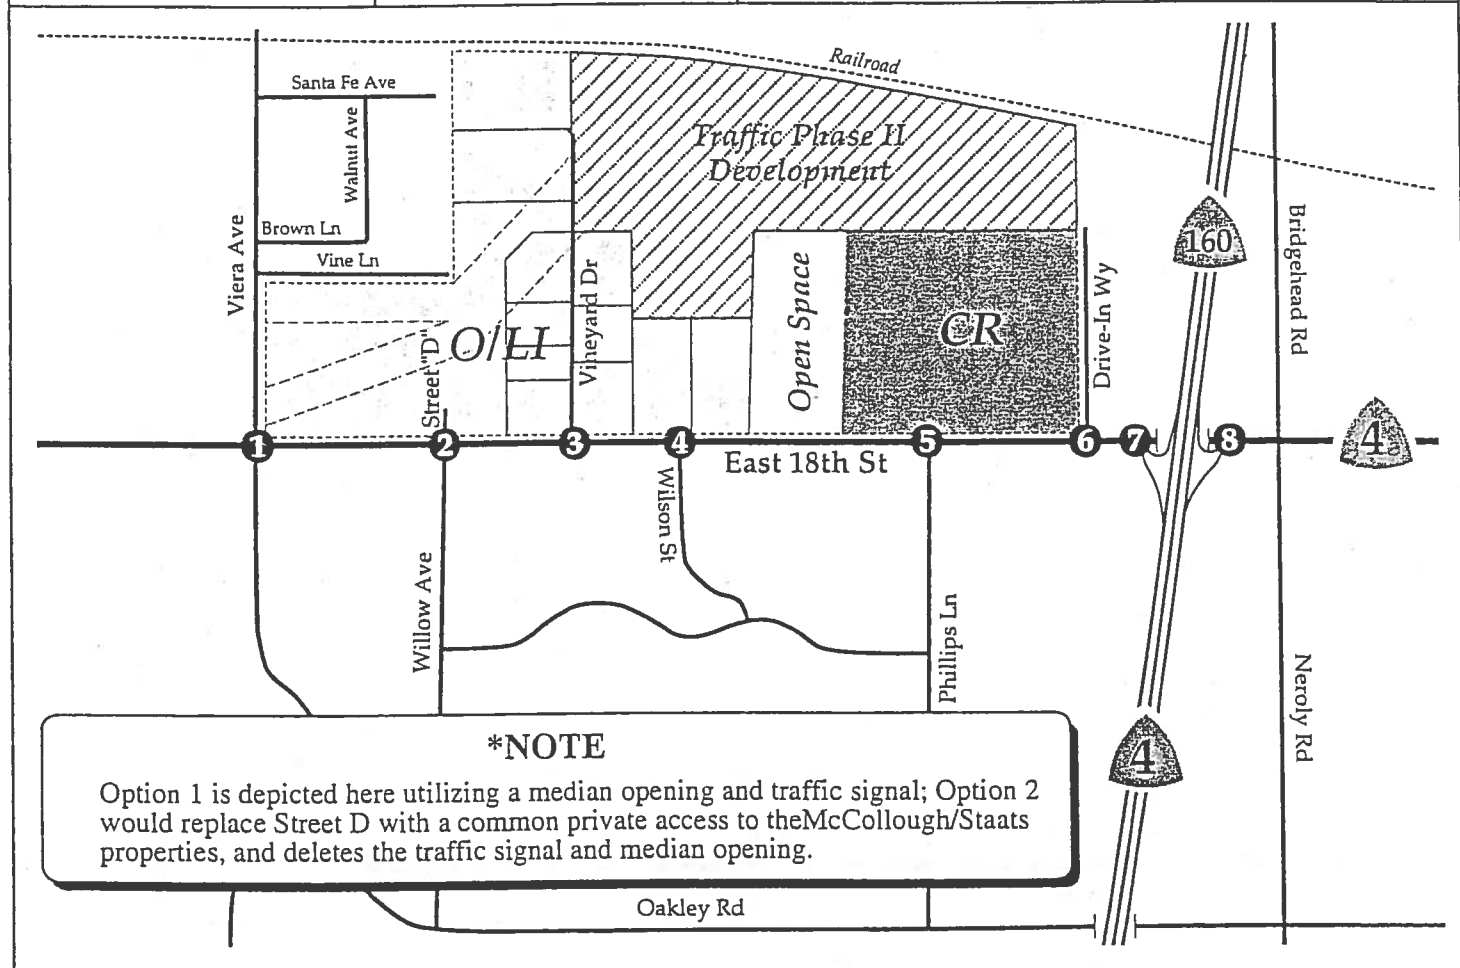 Railroad
Santa Fe Ave
Walnut Ave
Traffic Phase II
Development
160
Brown Ln
Vine Ln
Viera Ave
Bridgehead Rd
Vineyard Dr
Open Space
CR
Drive-In Wy
O/LI
Street "D"
1
2
3
4
5
6
7
8
4a
East 18th St
Wilson St
Willow Ave
Phillips Ln
Neroly Rd
4
*NOTE
Option 1 is depicted here utilizing a median opening and traffic signal; Option 2
would replace Street D with a common private access to theMcCollough/Staats
properties, and deletes the traffic signal and median opening.
Oakley Rd